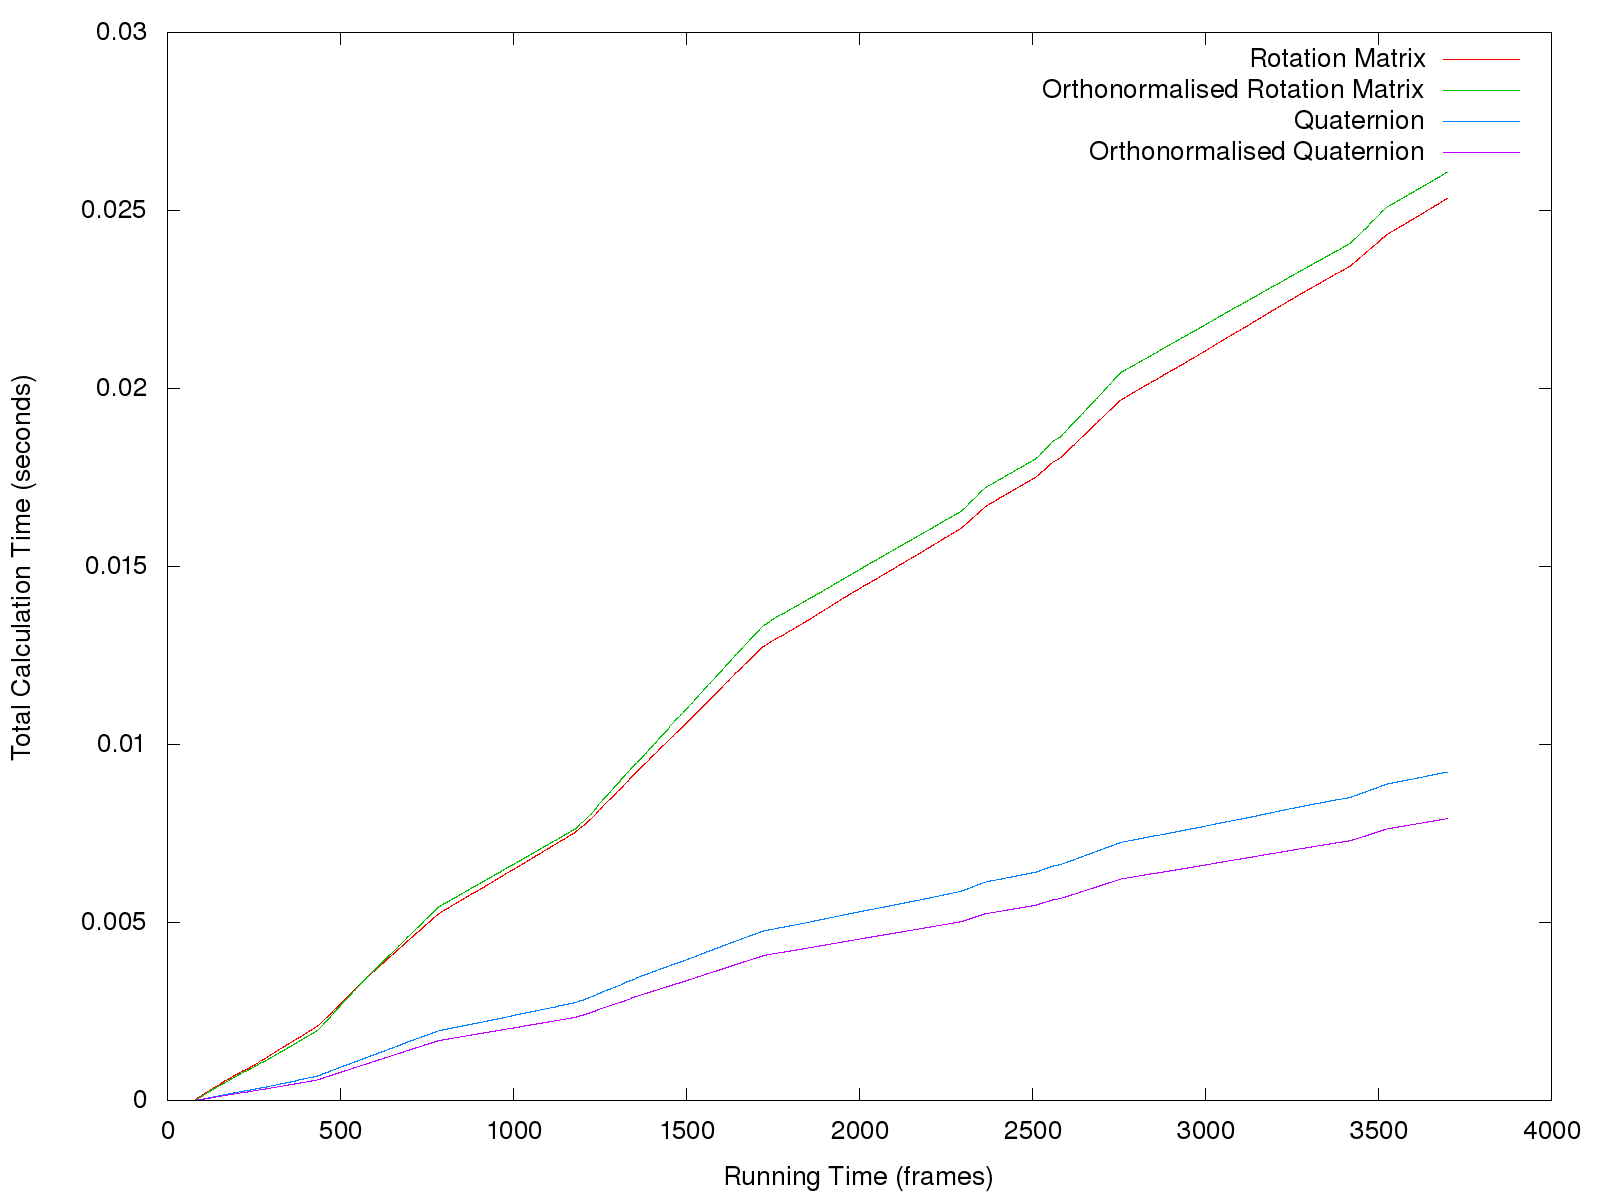 0.03
0.025
0.02
0.015
0.01
0.005
0
Total Calculation Time (seconds)
Rotation Matrix
Orthonormalised Rotation Matrix
Quaternion
Orthonormalised Quaternion
0 500 1000 1500 2000 2500 3000 3500 4000
Running Time (frames)